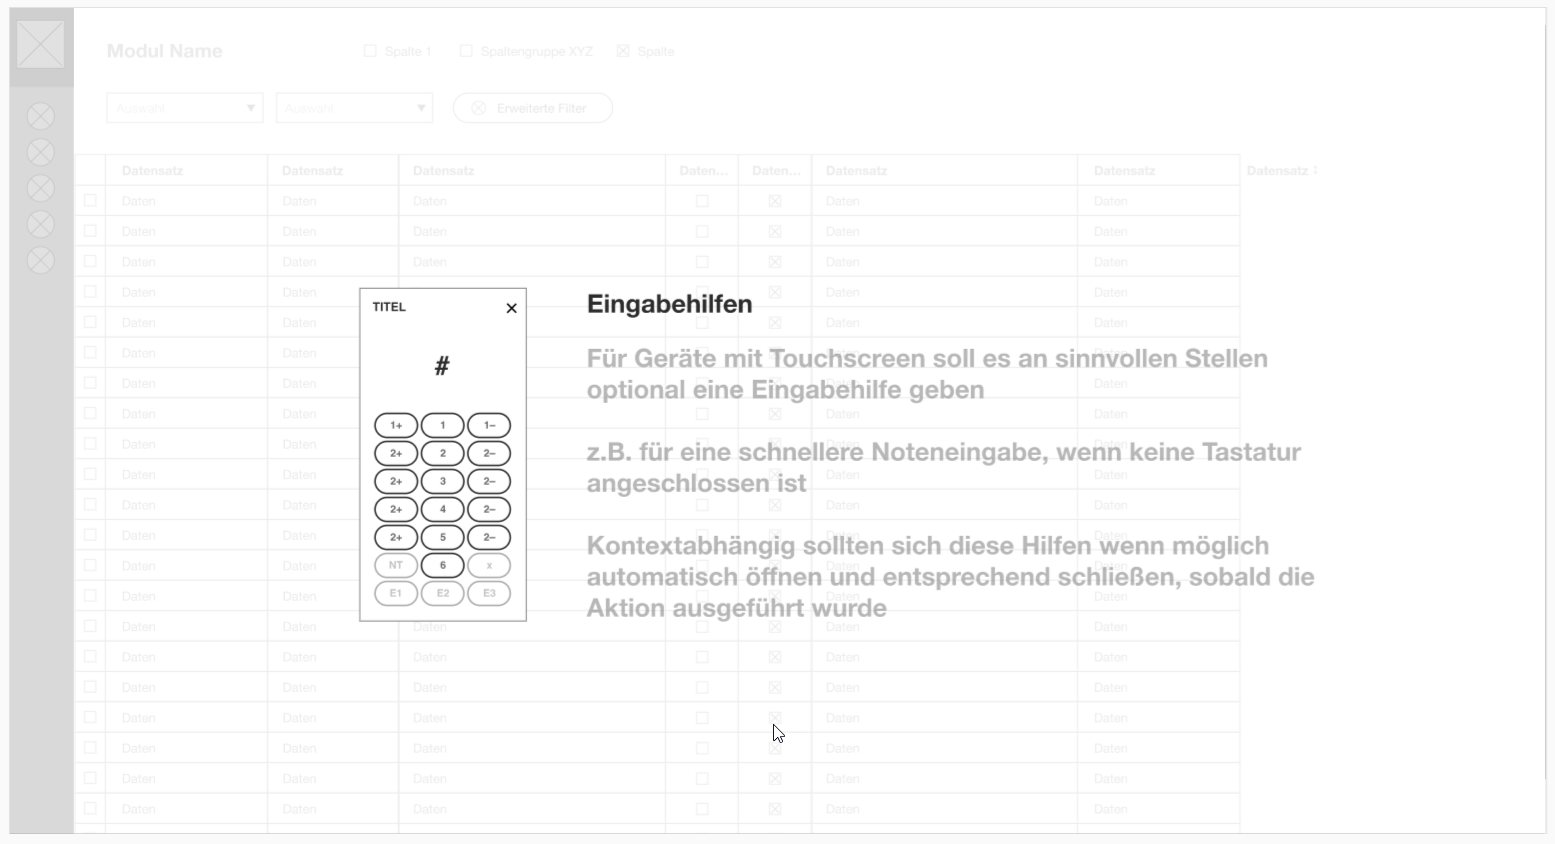 Modul Name
Spalte 1
Spaltengruppe XYZ
Spalte
Auswahl
Auswahl
Erweiterte Filter
Datensatz Datensatz Datensatz Daten... Daten... Datensatz Datensatz Datensatz
Daten Daten Daten Daten Daten
Daten Daten Daten Daten Daten
Daten Daten Daten Daten Daten
Daten Daten Daten Daten
Daten Daten Daten Daten
Daten Daten Daten Daten
Daten Daten Daten Daten
Daten Daten Daten Daten
Daten Daten Daten Daten
Daten Daten Daten Daten
Daten Daten Daten Daten
Daten Daten Daten Daten
Daten Daten Daten Daten
Daten Daten Daten Daten
Daten Daten Daten Daten Daten
Daten Daten Daten Daten Daten
Daten Daten Daten Daten Daten
Daten Daten Daten Daten Daten
Daten Daten Daten Daten Daten
Daten Daten Daten Daten Daten
Daten Daten Daten Daten Daten
TITEL
#
1+ 1 1–
2+ 2 2–
2+ 3 2–
2+ 4 2–
2+ 5 2–
NT 6 x
E1 E2 E3
Eingabehilfen
Für Geräte mit Touchscreen soll es an sinnvollen Stellen
optional eine Eingabehilfe geben
z.B. für eine schnellere Noteneingabe, wenn keine Tastatur
angeschlossen ist
Kontextabhängig sollten sich diese Hilfen wenn möglich
automatisch öffnen und entsprechend schließen, sobald die
Aktion ausgeführt wurde